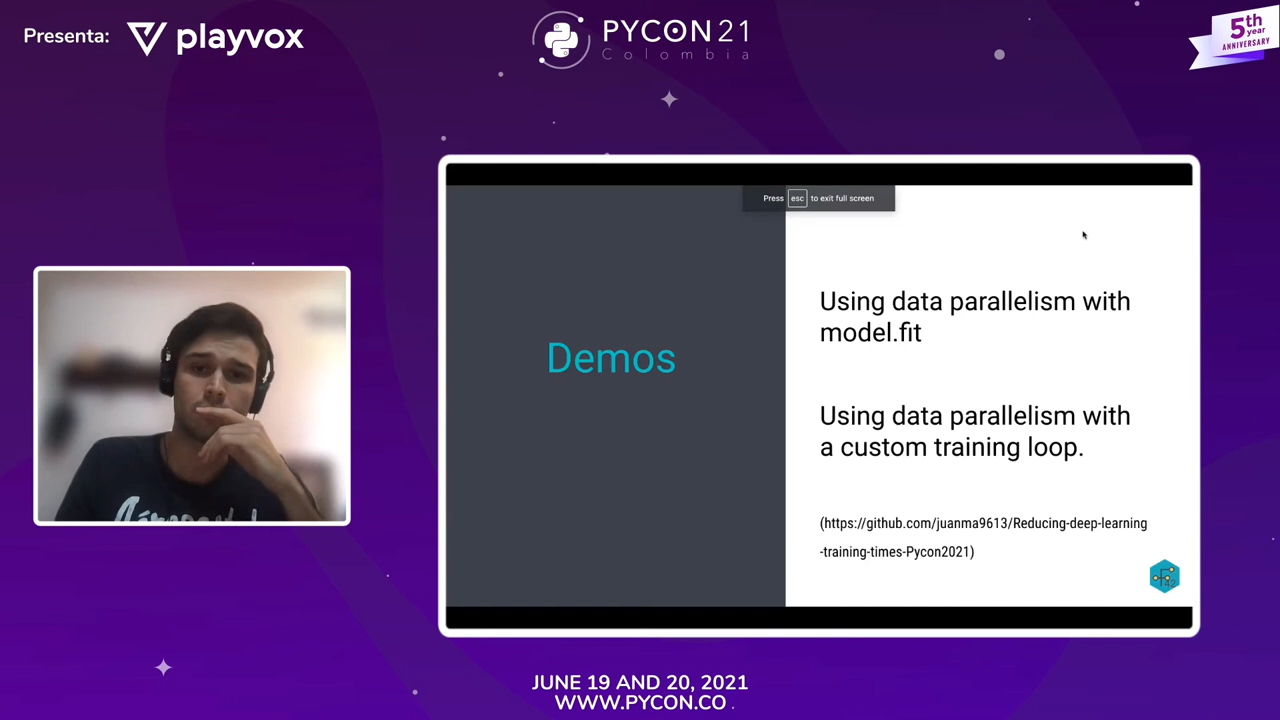 Presenta: playvox
PYCON 21
Colombia
5th
year
ANNIVERSARY
Press esc to exit full screen
Demos
Using data parallelism with
model.fit
Using data parallelism with
a custom training loop.
(https://github.com/juanma9613/Reducing-deep-learning
-training-times-Pycon2021)
JUNE 19 AND 20, 2021
WWW.PYCON.CO